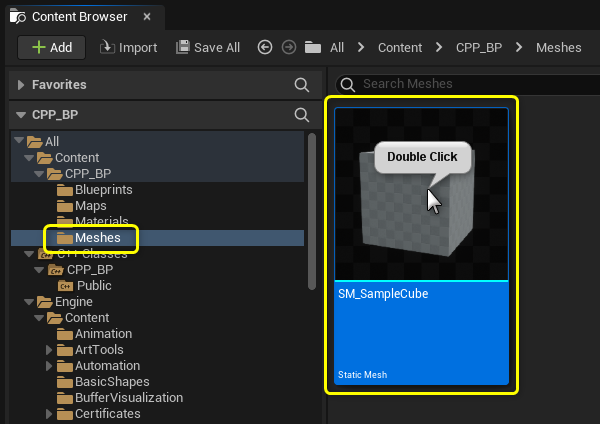 Content Browser
Add Import Save All All Content CPP_BP Meshes
Favorites
CPP_BP
All
Content
CPP_BP
Blueprints
Maps
Materials
Meshes
C++ Classes
CPP_BP
Public
Engine
Content
Animation
ArtTools
Automation
BasicShapes
BufferVisualization
Certificates
Search Meshes
Double Click
SM_SampleCube
Static Mesh